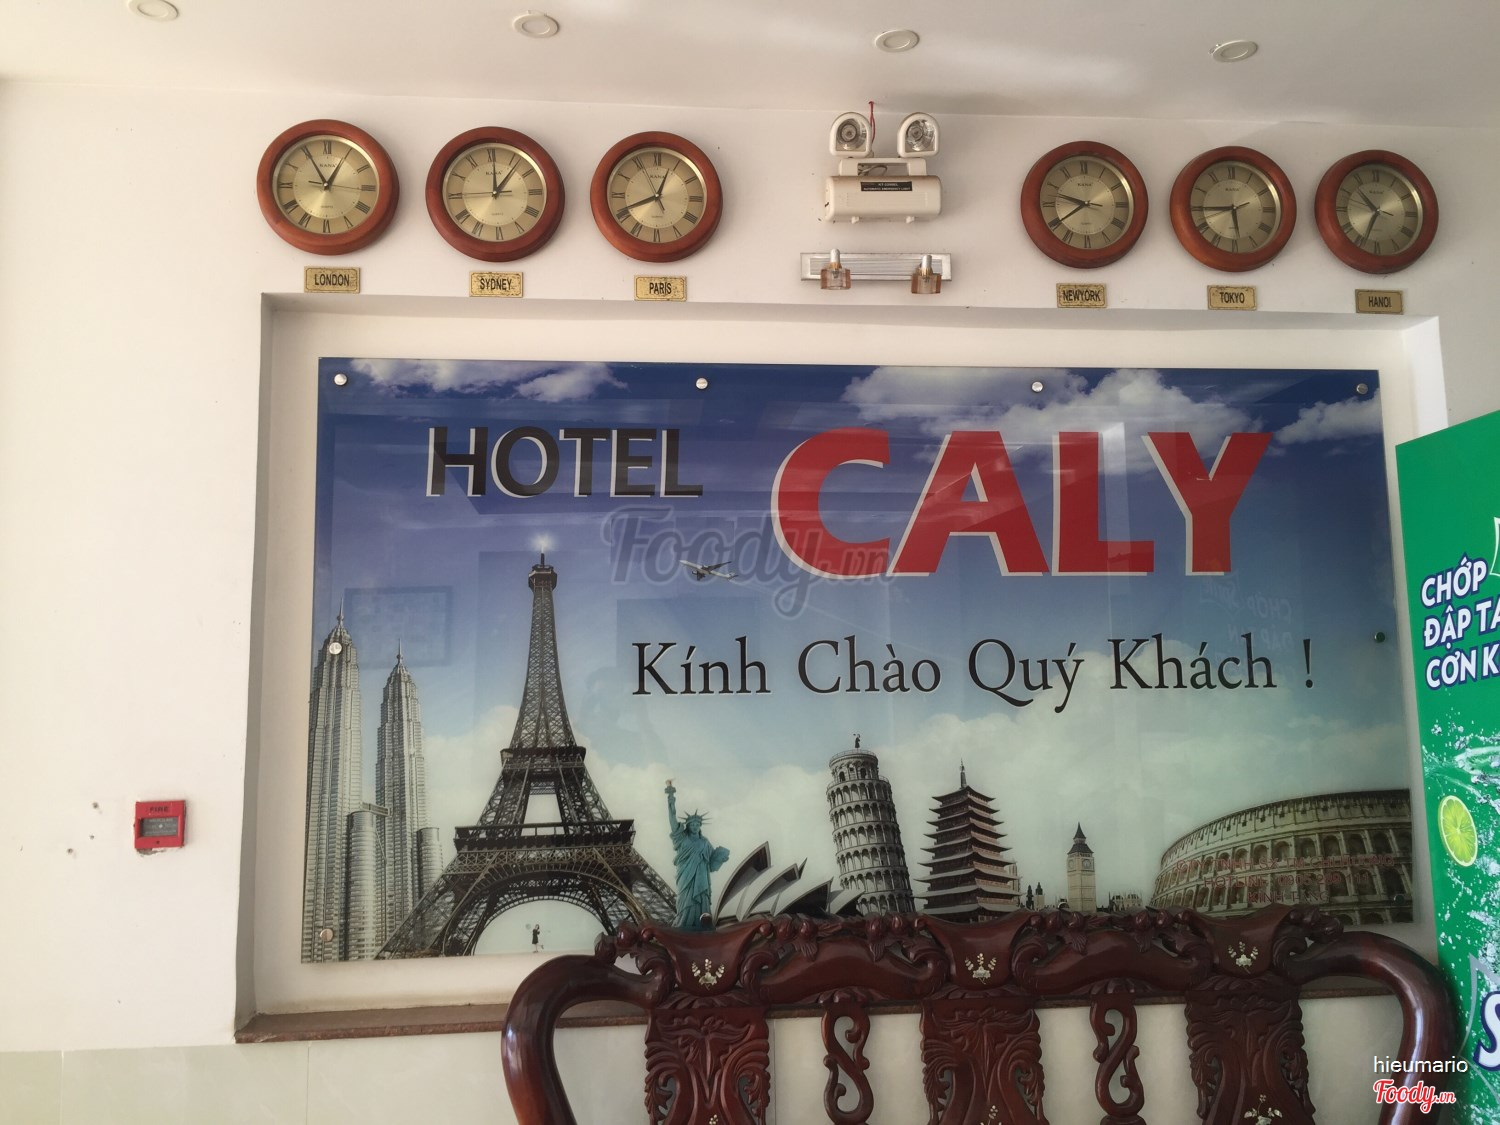 LONDON
SYDNEY
PARIS
NEWYORK
TOKYO
HANOI
HOTEL CALY
Foody.vn
Kính Chào Quý Khách !
CHỚP
ĐẬP TA
CƠN K
FIRE
S
hieumario
Foody.vn